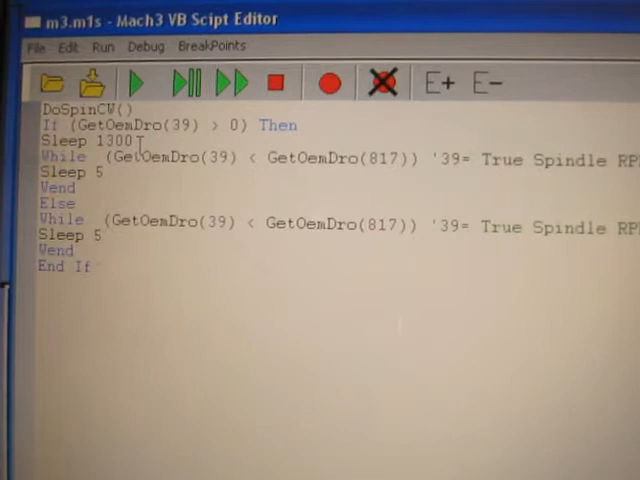 m3.m1s - Mach3 VB Scipt Editor
File Edit Run Debug BreakPoints
E+ E-
DoSpinCW()
If (GetOemDro(39) > 0) Then
Sleep 1300
While (GetOemDro(39) < GetOemDro(817)) '39= True Spindle
Sleep 5
Wend
Else
While (GetOemDro(39) < GetOemDro(817)) '39= True Spindle
Sleep 5
Wend
End If